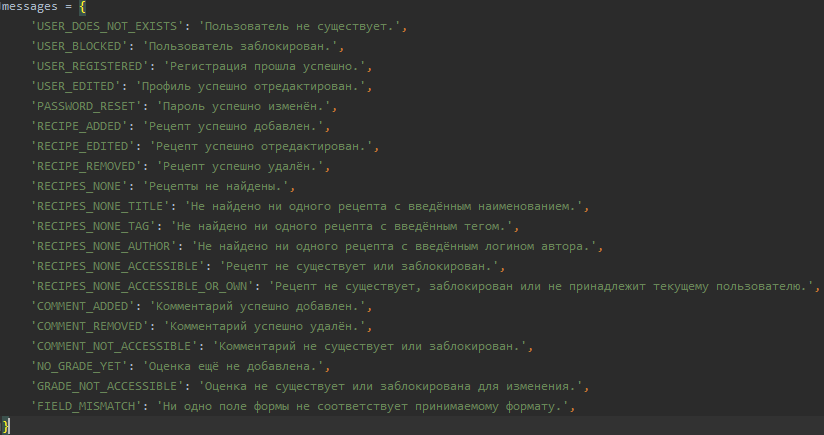 messages = {
'USER_DOES_NOT_EXISTS': 'Пользователь не существует.',
'USER_BLOCKED': 'Пользователь заблокирован.',
'USER_REGISTERED': 'Регистрация прошла успешно.',
'USER_EDITED': 'Профиль успешно отредактирован.',
'PASSWORD_RESET': 'Пароль успешно изменён.',
'RECIPE_ADDED': 'Рецепт успешно добавлен.',
'RECIPE_EDITED': 'Рецепт успешно отредактирован.',
'RECIPE_REMOVED': 'Рецепт успешно удалён.',
'RECIPES_NONE': 'Рецепты не найдены.',
'RECIPES_NONE_TITLE': 'Не найдено ни одного рецепта с введённым наименованием.',
'RECIPES_NONE_TAG': 'Не найдено ни одного рецепта с введённым тегом.',
'RECIPES_NONE_AUTHOR': 'Не найдено ни одного рецепта с введённым логином автора.',
'RECIPES_NONE_ACCESSIBLE': 'Рецепт не существует или заблокирован.',
'RECIPES_NONE_ACCESSIBLE_OR_OWN': 'Рецепт не существует, заблокирован или не принадлежит текущему пользователю.',
'COMMENT_ADDED': 'Комментарий успешно добавлен.',
'COMMENT_REMOVED': 'Комментарий успешно удалён.',
'COMMENT_NOT_ACCESSIBLE': 'Комментарий не существует или заблокирован.',
'NO_GRADE_YET': 'Оценка ещё не добавлена.',
'GRADE_NOT_ACCESSIBLE': 'Оценка не существует или заблокирована для изменения.',
'FIELD_MISMATCH': 'Ни одно поле формы не соответствует принимаемому формату.',
}